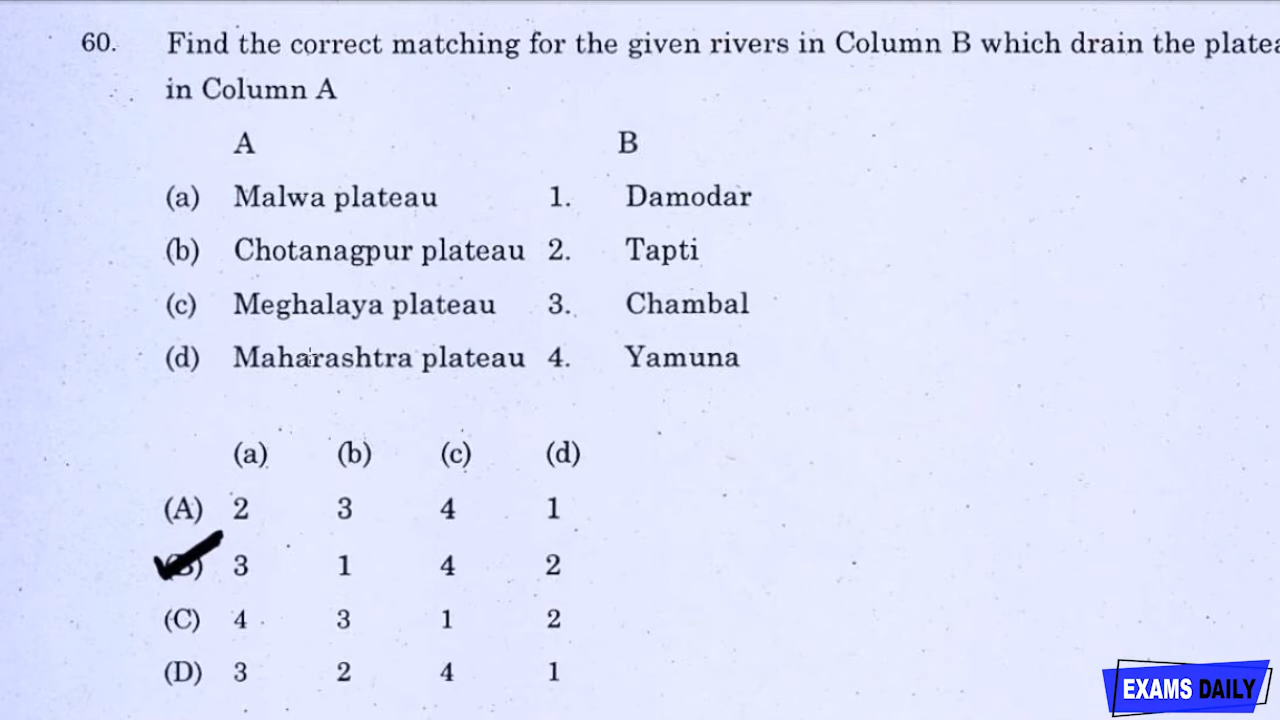 60. Find the correct matching for the given rivers in Column B which drain the platea
in Column A
A B
(a) Malwa plateau 1. Damodar
(b) Chotanagpur plateau 2. Tapti
(c) Meghalaya plateau 3. Chambal
(d) Maharashtra plateau 4. Yamuna
(a) (b) (c) (d)
(A) 2 3 4 1
(B) 3 1 4 2
(C) 4 3 1 2
(D) 3 2 4 1
EXAMS DAILY